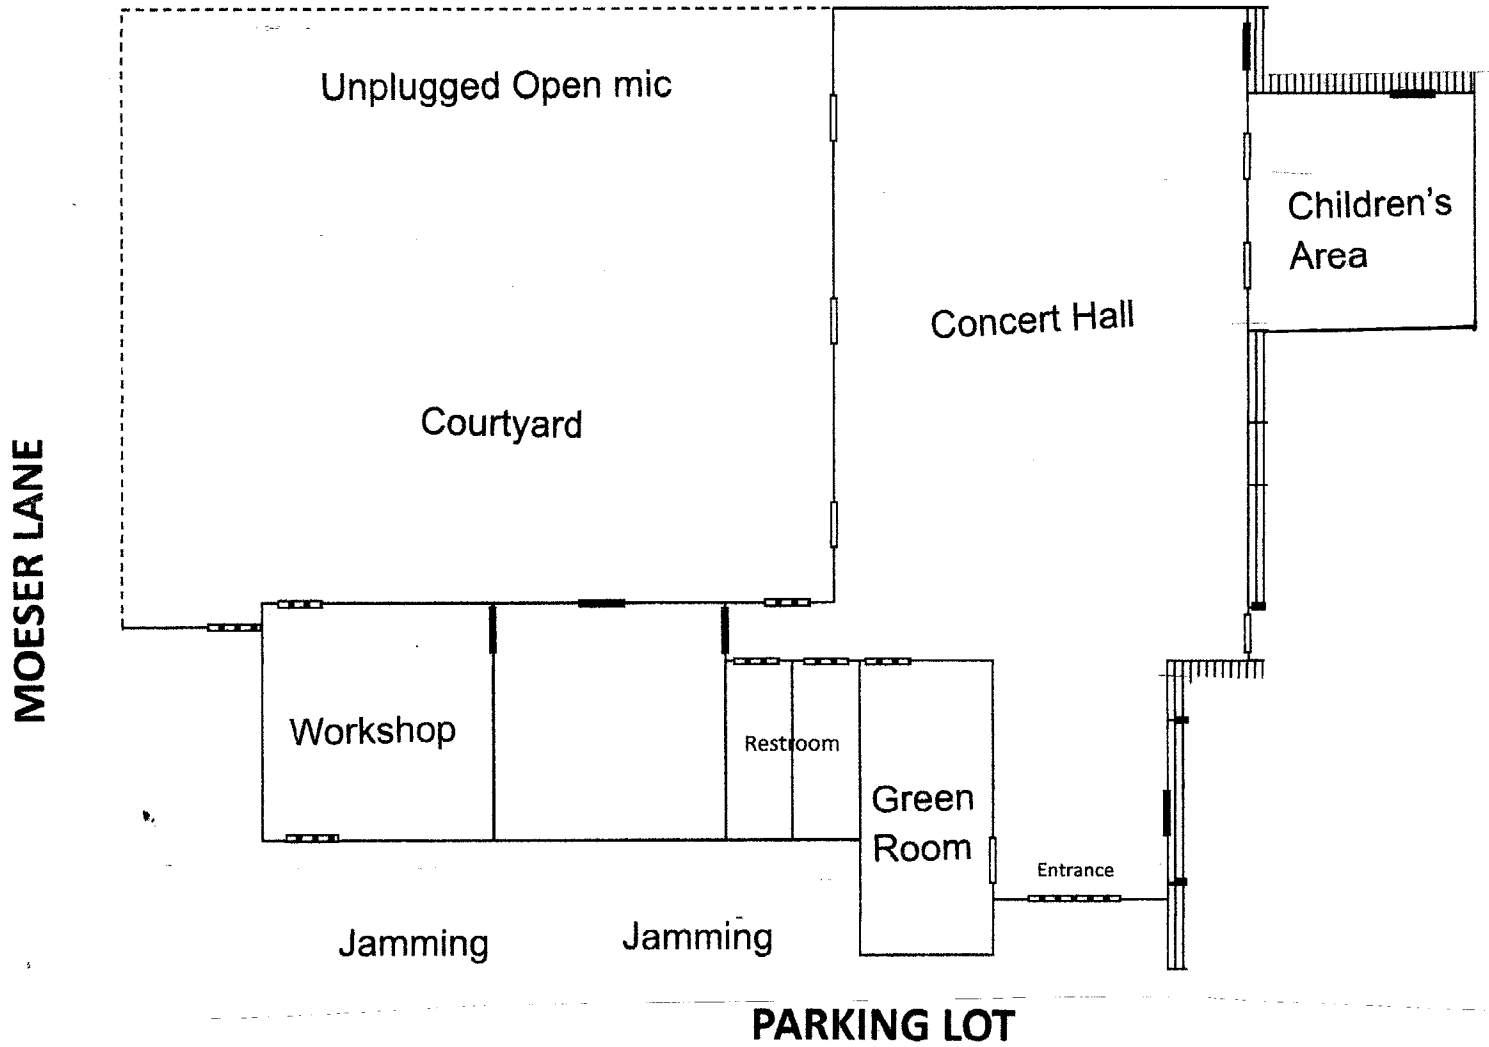 Unplugged Open mic
Children's
Area
Concert Hall
Courtyard
MOESER LANE
Workshop
Restroom
Green
Room
Entrance
Jamming
Jamming
PARKING LOT